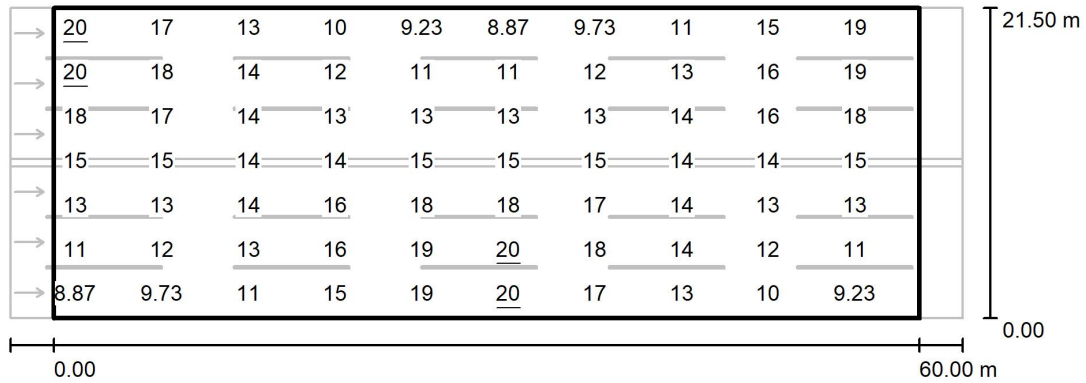 20 17 13 10 9.23 8.87 9.73 11 15 19
21.50 m
20 18 14 12 11 11 12 13 16 19
18 17 14 13 13 13 13 14 16 18
15 15 14 14 15 15 15 14 14 15
13 13 14 16 18 18 17 14 13 13
11 12 13 16 19 20 18 14 12 11
8.87 9.73 11 15 19 20 17 13 10 9.23
0.00
0.00 60.00 m